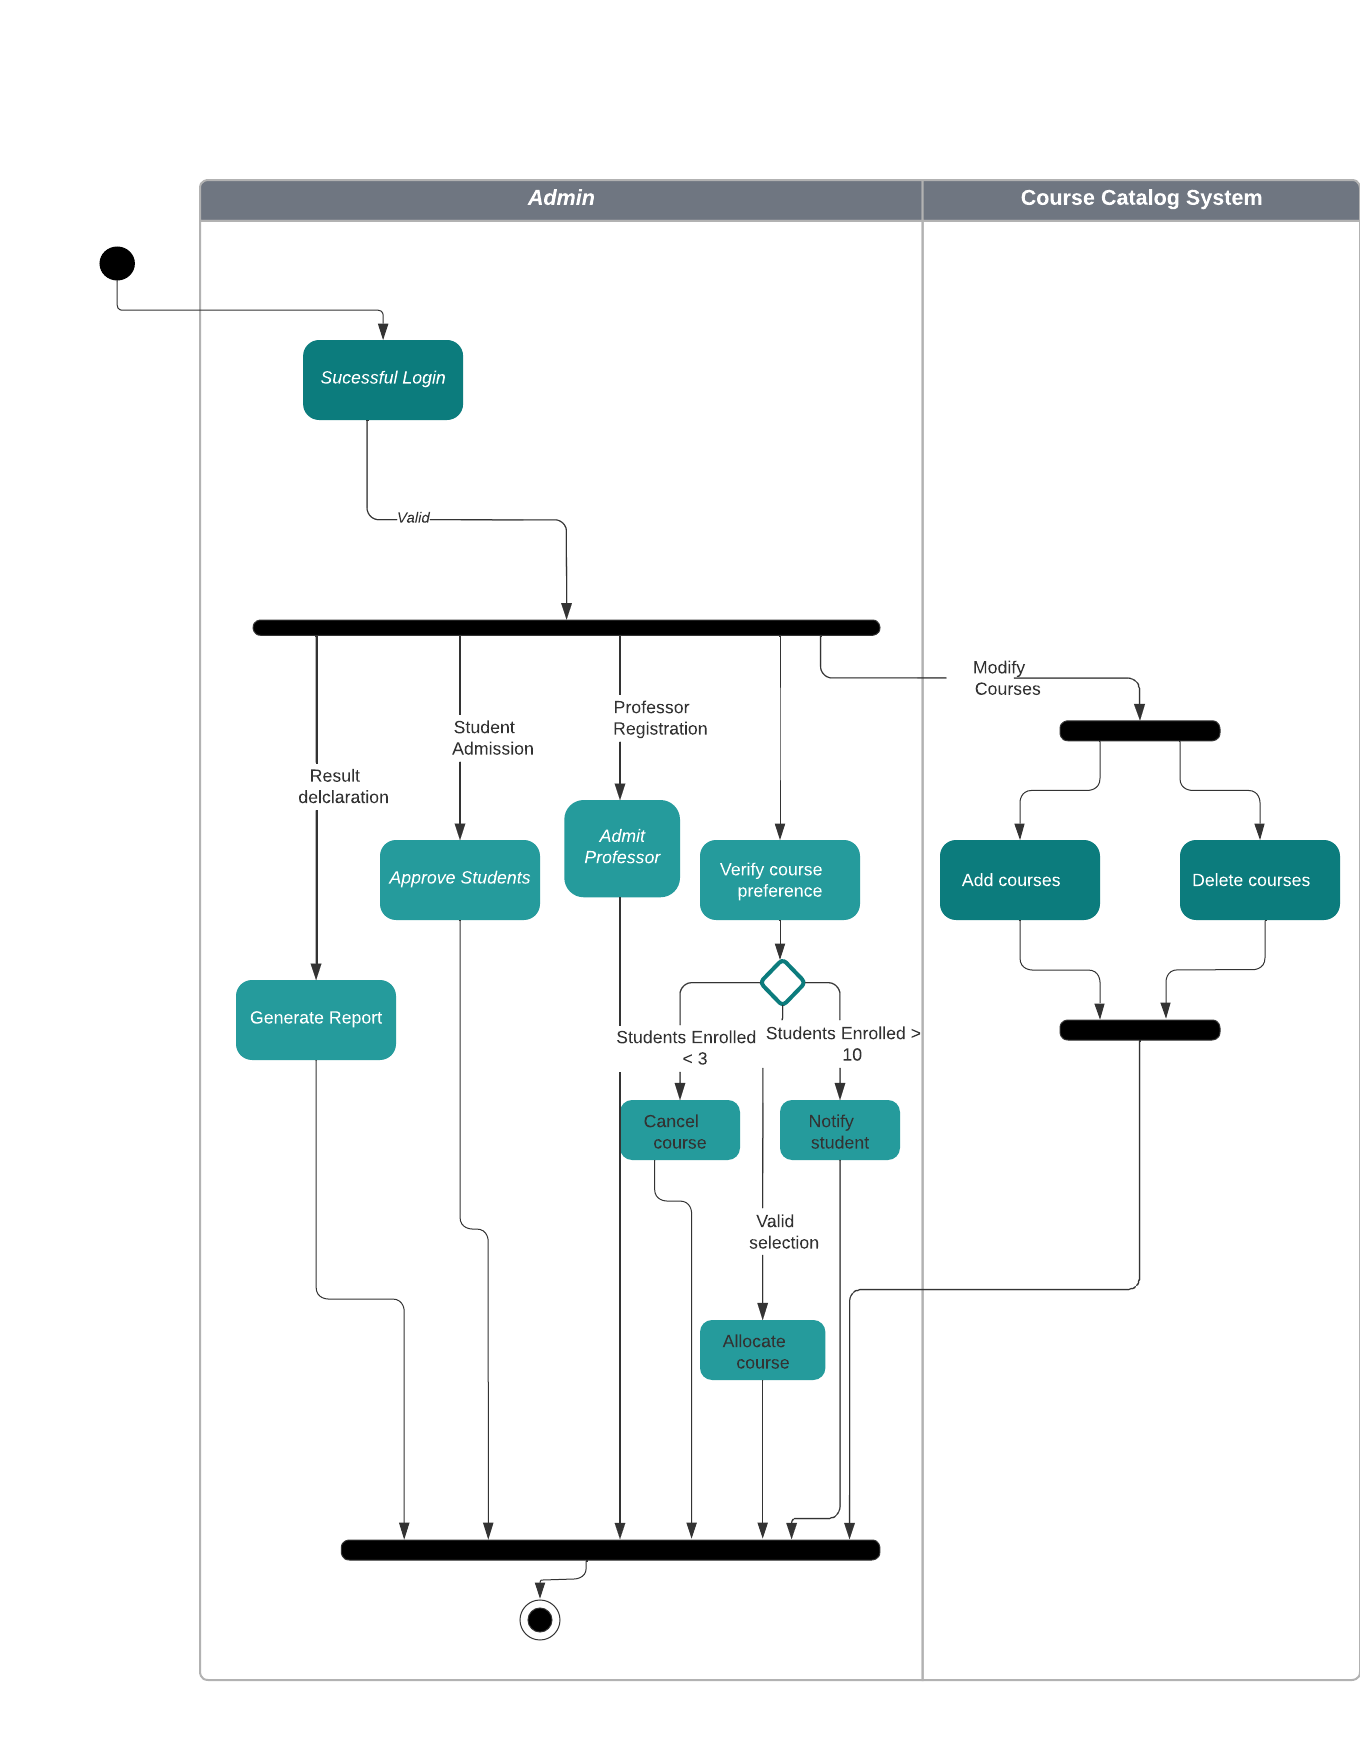 Admin
Course Catalog System
Sucessful Login
Valid
Modify
Courses
Professor
Registration
Student
Admission
Result
delclaration
Admit
Professor
Approve Students
Verify course
preference
Add courses
Delete courses
Generate Report
Students Enrolled
< 3
Students Enrolled >
10
Cancel
course
Notify
student
Valid
selection
Allocate
course